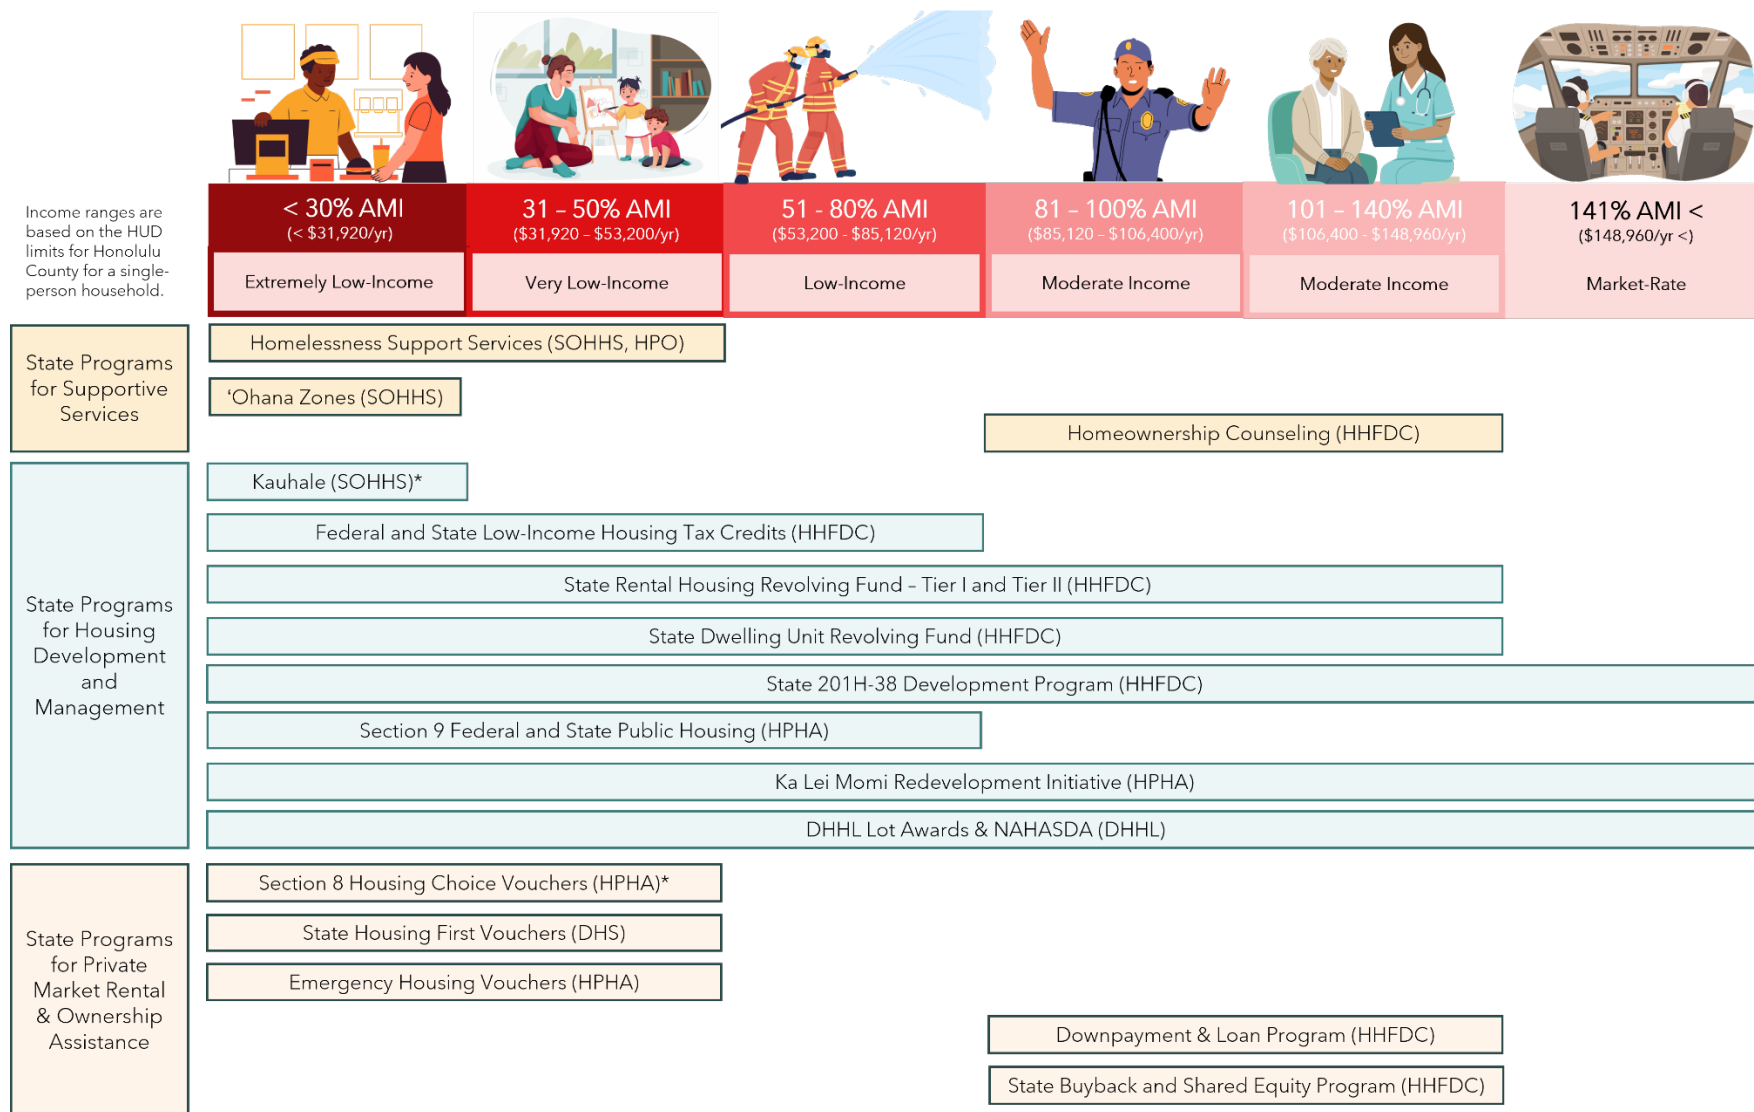 Income ranges are
based on the HUD
limits for Honolulu
County for a single-
person household.
< 30% AMI
(< $31,920/yr)
Extremely Low-Income
31 – 50% AMI
($31,920 – $53,200/yr)
Very Low-Income
51 - 80% AMI
($53,200 - $85,120/yr)
Low-Income
81 – 100% AMI
($85,120 – $106,400/yr)
Moderate Income
101 – 140% AMI
($106,400 - $148,960/yr)
Moderate Income
141% AMI <
($148,960/yr <)
Market-Rate
State Programs
for Supportive
Services
Homelessness Support Services (SOHHS, HPO)
ʻOhana Zones (SOHHS)
Homeownership Counseling (HHFDC)
State Programs
for Housing
Development
and
Management
Kauhale (SOHHS)*
Federal and State Low-Income Housing Tax Credits (HHFDC)
State Rental Housing Revolving Fund – Tier I and Tier II (HHFDC)
State Dwelling Unit Revolving Fund (HHFDC)
State 201H-38 Development Program (HHFDC)
Section 9 Federal and State Public Housing (HPHA)
Ka Lei Momi Redevelopment Initiative (HPHA)
DHHL Lot Awards & NAHASDA (DHHL)
State Programs
for Private
Market Rental
& Ownership
Assistance
Section 8 Housing Choice Vouchers (HPHA)*
State Housing First Vouchers (DHS)
Emergency Housing Vouchers (HPHA)
Downpayment & Loan Program (HHFDC)
State Buyback and Shared Equity Program (HHFDC)